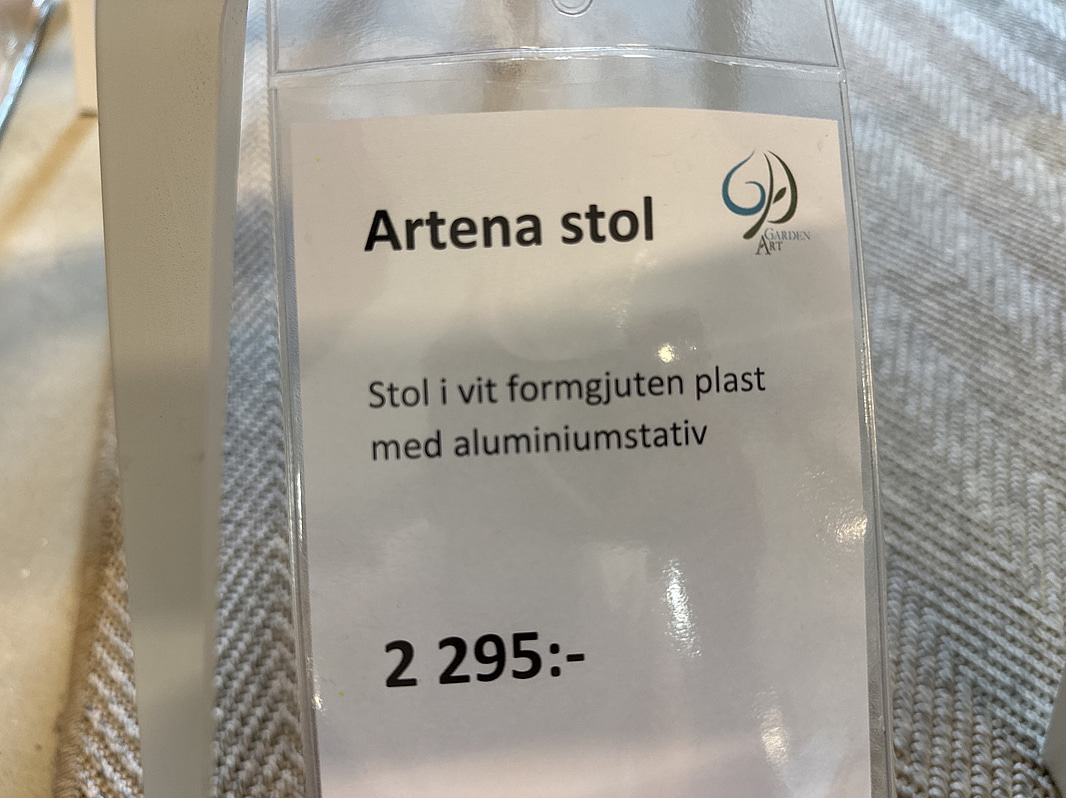 Artena stol
GARDEN
ART
Stol i vit formgjuten plast
med aluminiumstativ
2 295:-